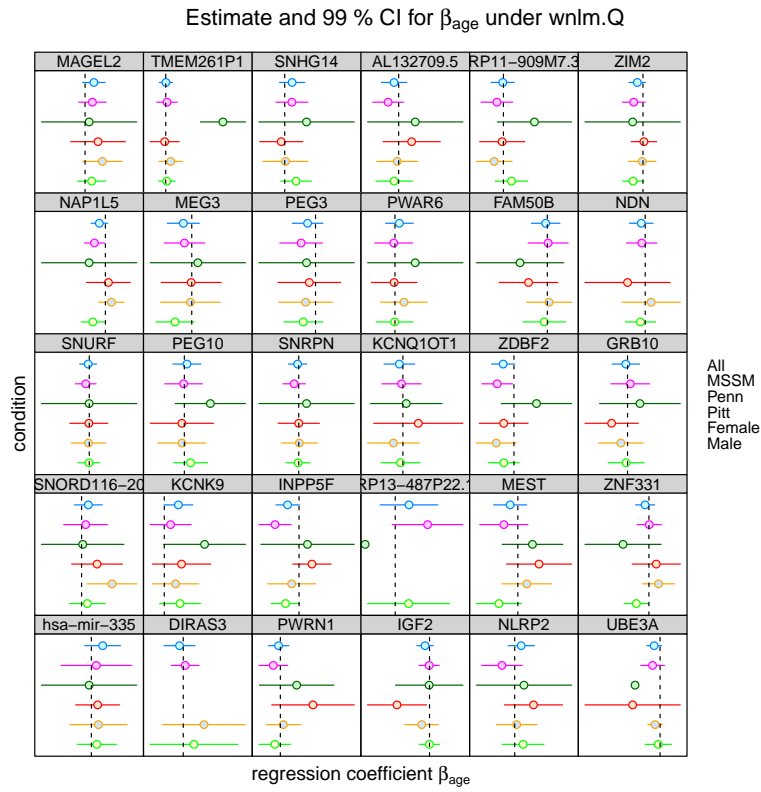 Estimate and 99 % CI for βage under wnlm.Q
MAGEL2 TMEM261P1 SNHG14 AL132709.5 RP11−909M7.3 ZIM2
NAP1L5 MEG3 PEG3 PWAR6 FAM50B NDN
SNURF PEG10 SNRPN KCNQ1OT1 ZDBF2 GRB10
SNORD116−20 KCNK9 INPP5F RP13−487P22.1 MEST ZNF331
hsa−mir−335 DIRAS3 PWRN1 IGF2 NLRP2 UBE3A
condition
All
MSSM
Penn
Pitt
Female
Male
regression coefficient βage